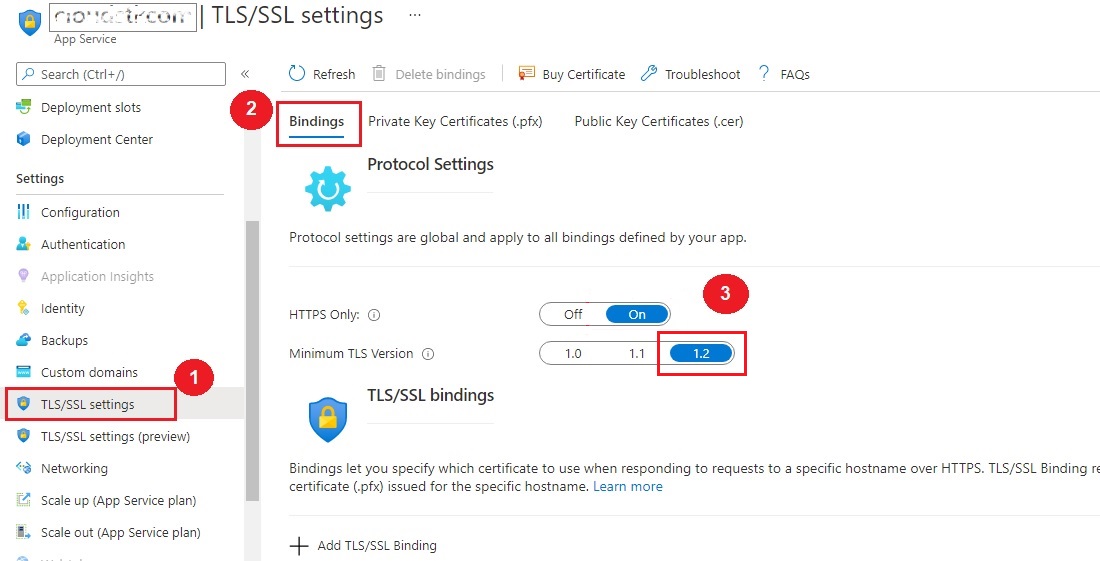 | TLS/SSL settings ...
App Service
Search (Ctrl+/)
«
Refresh
Delete bindings
Buy Certificate
Troubleshoot
? FAQs
Deployment slots
Deployment Center
Settings
Configuration
Authentication
Application Insights
Identity
Backups
Custom domains
1
TLS/SSL settings
TLS/SSL settings (preview)
Networking
Scale up (App Service plan)
Scale out (App Service plan)
2
Bindings
Private Key Certificates (.pfx)
Public Key Certificates (.cer)
Protocol Settings
Protocol settings are global and apply to all bindings defined by your app.
3
HTTPS Only:
Off On
Minimum TLS Version
1.0 1.1 1.2
TLS/SSL bindings
Bindings let you specify which certificate to use when responding to requests to a specific hostname over HTTPS. TLS/SSL Binding re
certificate (.pfx) issued for the specific hostname. Learn more
Add TLS/SSL Binding